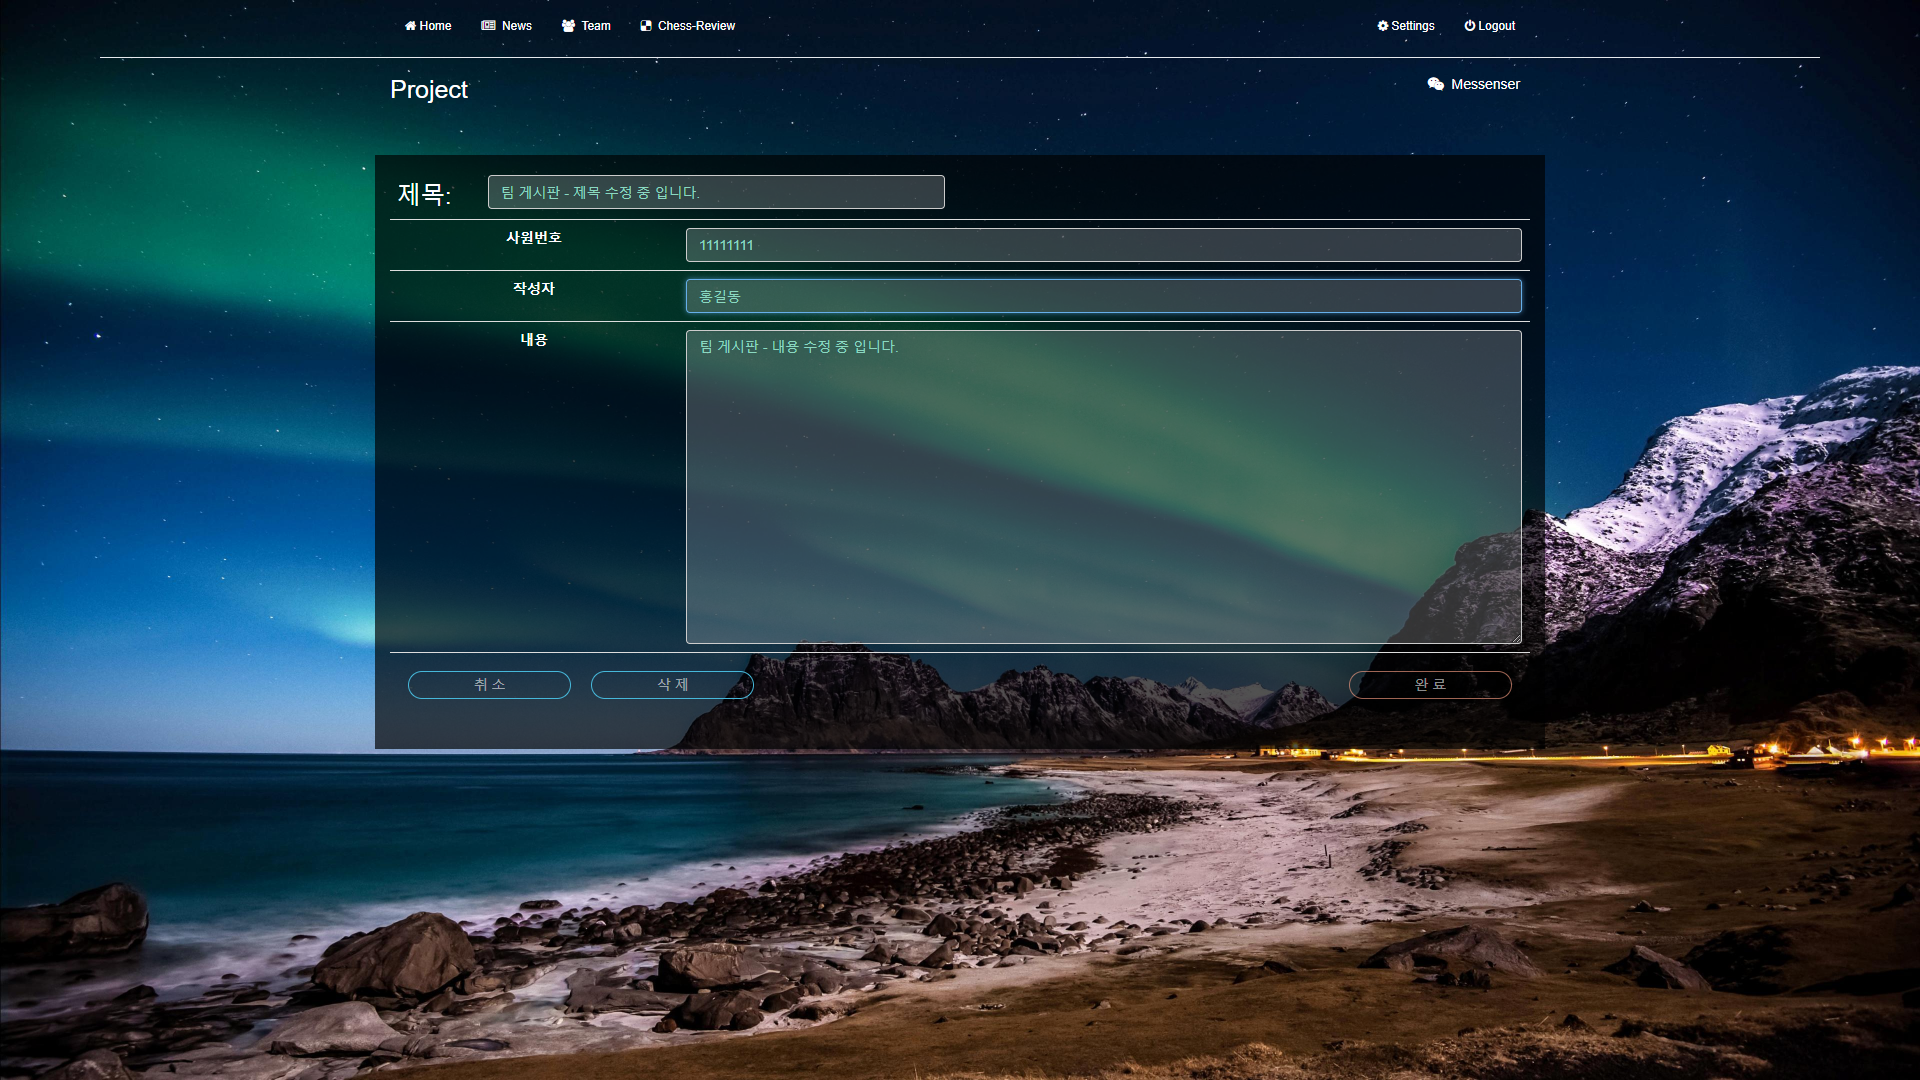 Home News Team Chess-Review Settings Logout
Project Messenser
제목: 팀 게시판 - 제목 수정 중 입니다.
사원번호 11111111
작성자 홍길동
내용 팀 게시판 - 내용 수정 중 입니다.
취 소 삭 제 완 료